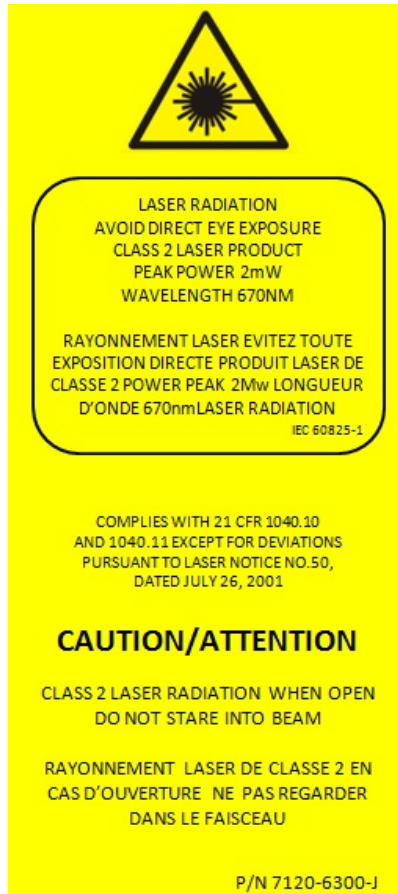 LASER RADIATION
AVOID DIRECT EYE EXPOSURE
CLASS 2 LASER PRODUCT
PEAK POWER 2mW
WAVELENGTH 670NM
RAYONNEMENT LASER EVITEZ TOUTE
EXPOSITION DIRECTE PRODUIT LASER DE
CLASSE 2 POWER PEAK 2Mw LONGUEUR
D'ONDE 670nmLASER RADIATION
IEC 60825-1
COMPLIES WITH 21 CFR 1040.10
AND 1040.11 EXCEPT FOR DEVIATIONS
PURSUANT TO LASER NOTICE NO.50,
DATED JULY 26, 2001
CAUTION/ATTENTION
CLASS 2 LASER RADIATION WHEN OPEN
DO NOT STARE INTO BEAM
RAYONNEMENT LASER DE CLASSE 2 EN
CAS D'OUVERTURE NE PAS REGARDER
DANS LE FAISCEAU
P/N 7120-6300-J